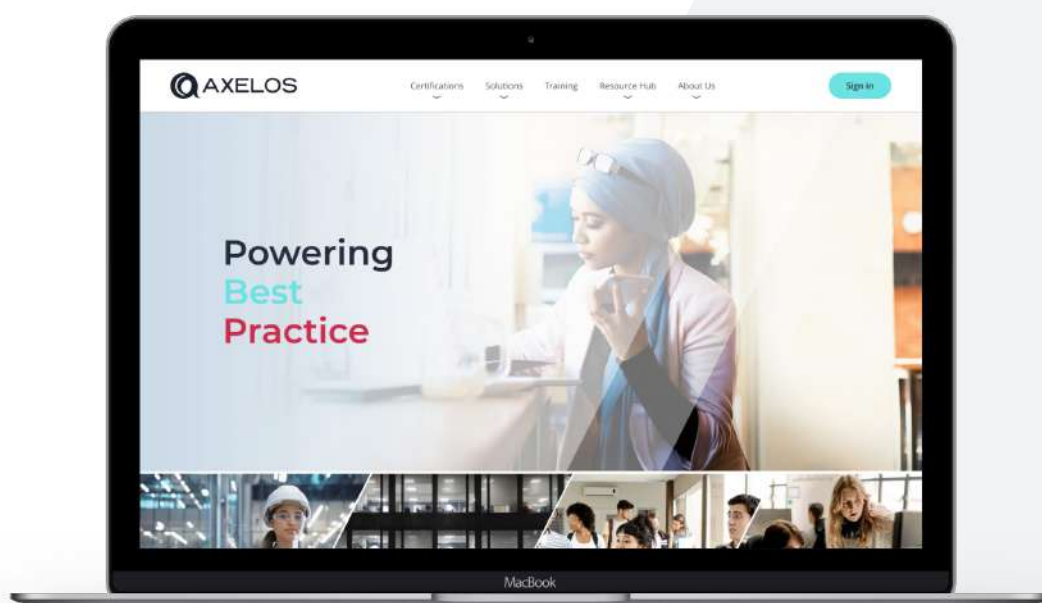 AXELOS
Certifications
Solutions
Training
Resource Hub
About Us
Sign in
Powering
Best
Practice
MacBook